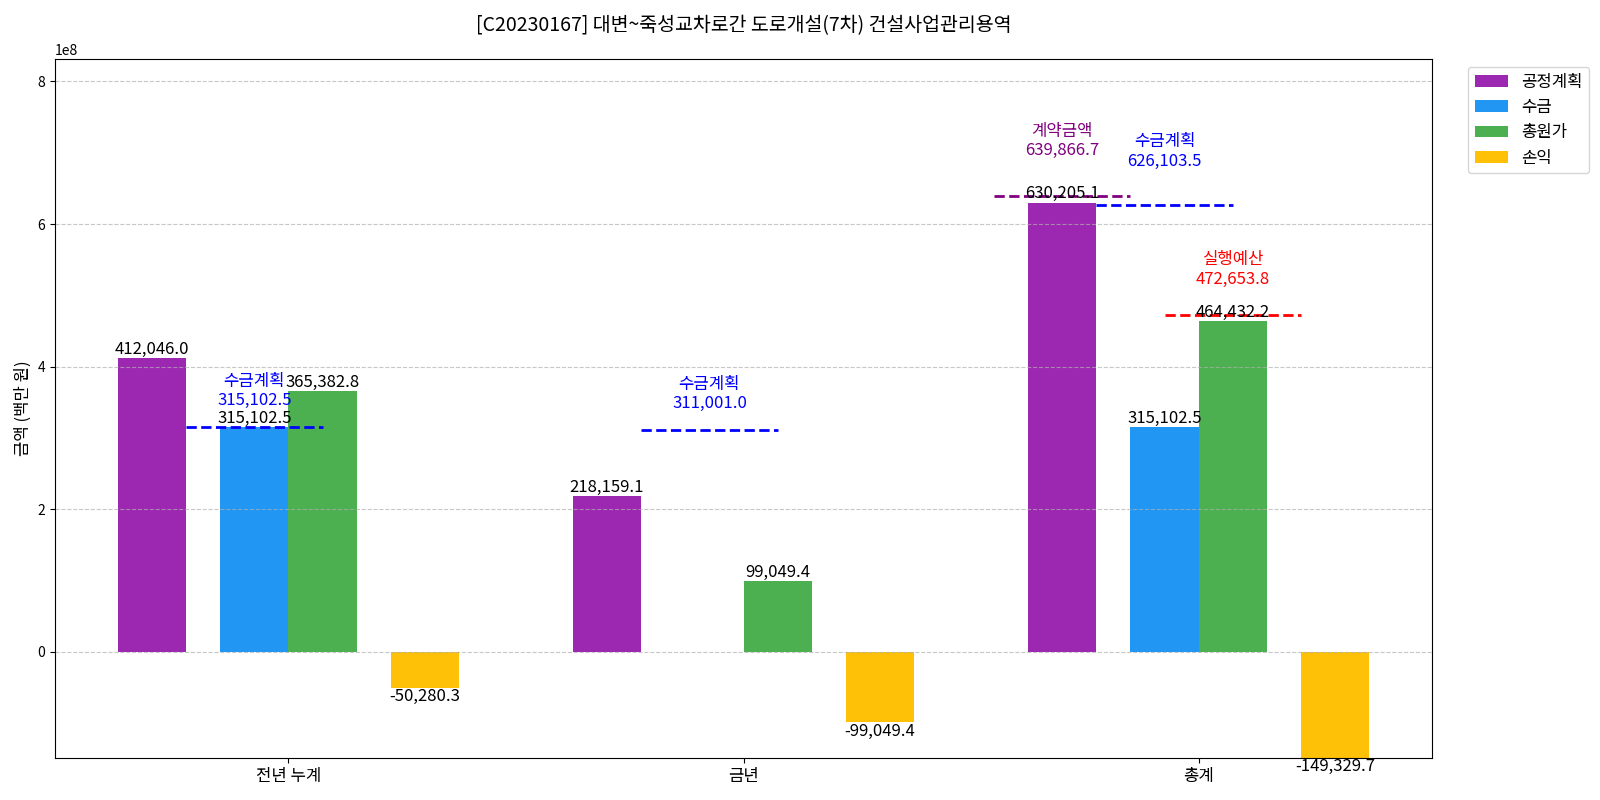 [C20230167] 대변~죽성교차로간 도로개설(7차) 건설사업관리용역
1e8
금액 (백만 원)
8
6
4
2
0
계약금액
639,866.7
수금계획
626,103.5
630,205.1
실행예산
472,653.8
464,432.2
412,046.0
수금계획
315,102.5
315,102.5
365,382.8
수금계획
311,001.0
315,102.5
218,159.1
99,049.4
-50,280.3
-99,049.4
-149,329.7
전년 누계
금년
총계
공정계획
수금
총원가
손익